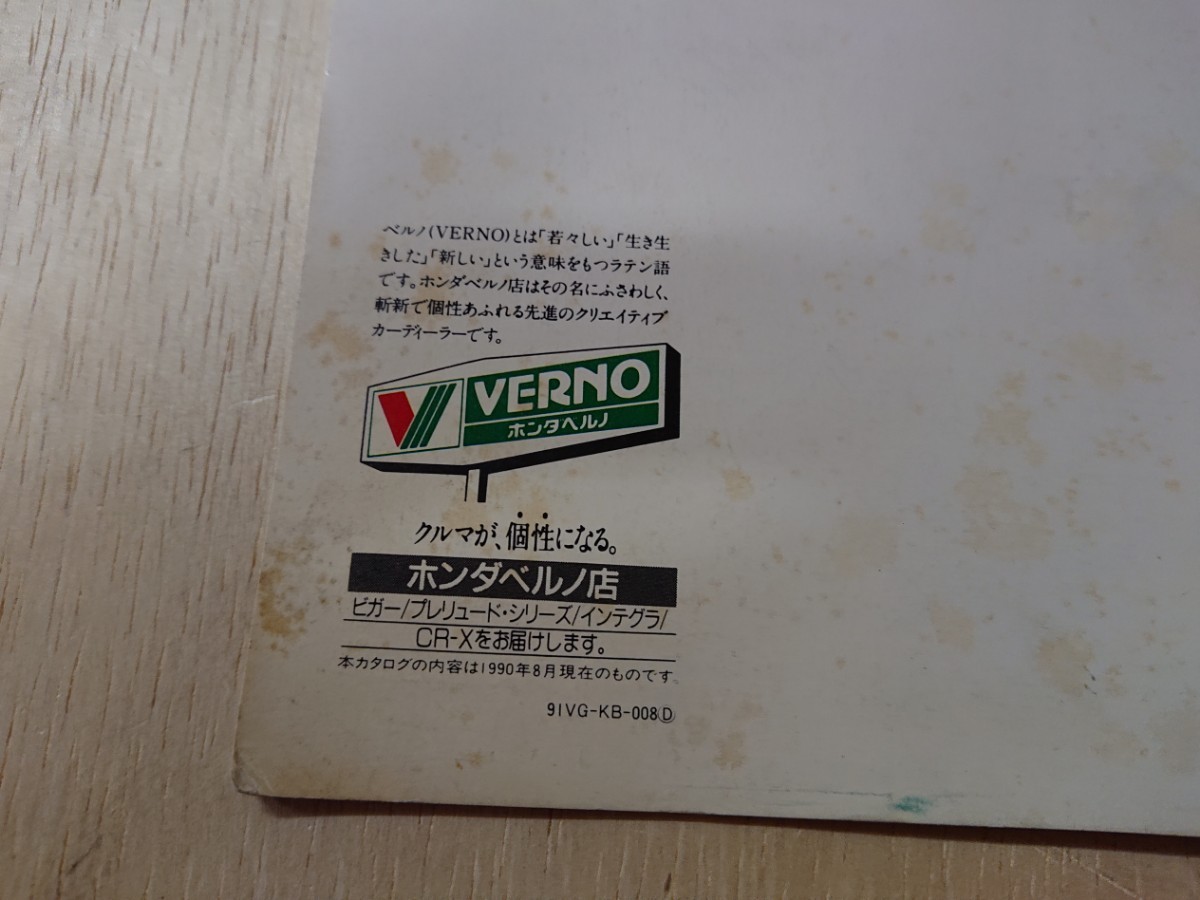 ベルノ(VERNO)とは「若々しい」「生き生
きした」「新しい」という意味をもつラテン語
です。ホンダベルノ店はその名にふさわしく、
斬新で個性あふれる先進のクリエイティブ
カーディーラーです。
VERNO
ホンダベルノ
クルマが、個性になる。
ホンダベルノ店
ビガー/プレリュード・シリーズ/インテグラ/
CR-Xをお届けします。
本カタログの内容は1990年8月現在のものです。
91VG-KB-008Ⓓ